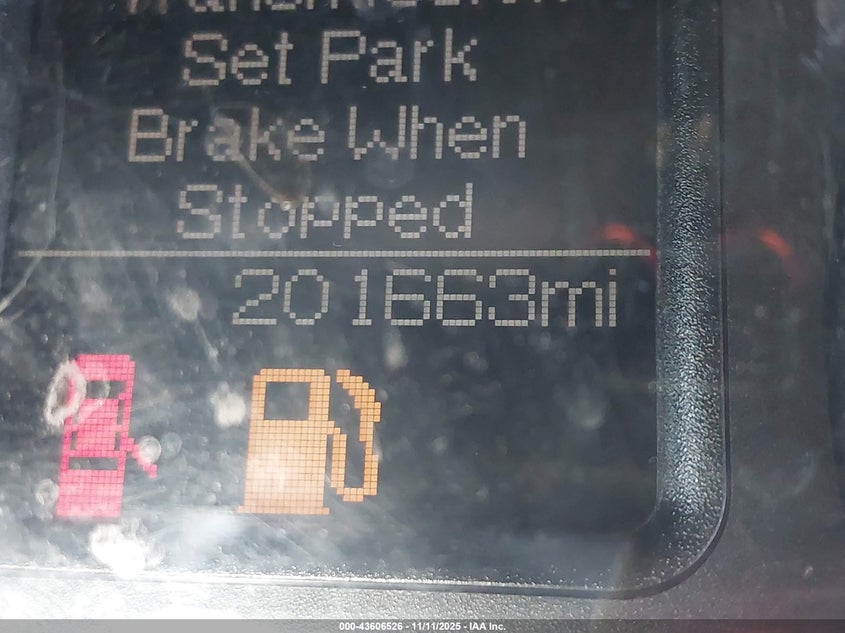 Set Park
Brake When
Stopped
201663mi
000-43606526 - 11/11/2025 - IAA Inc.